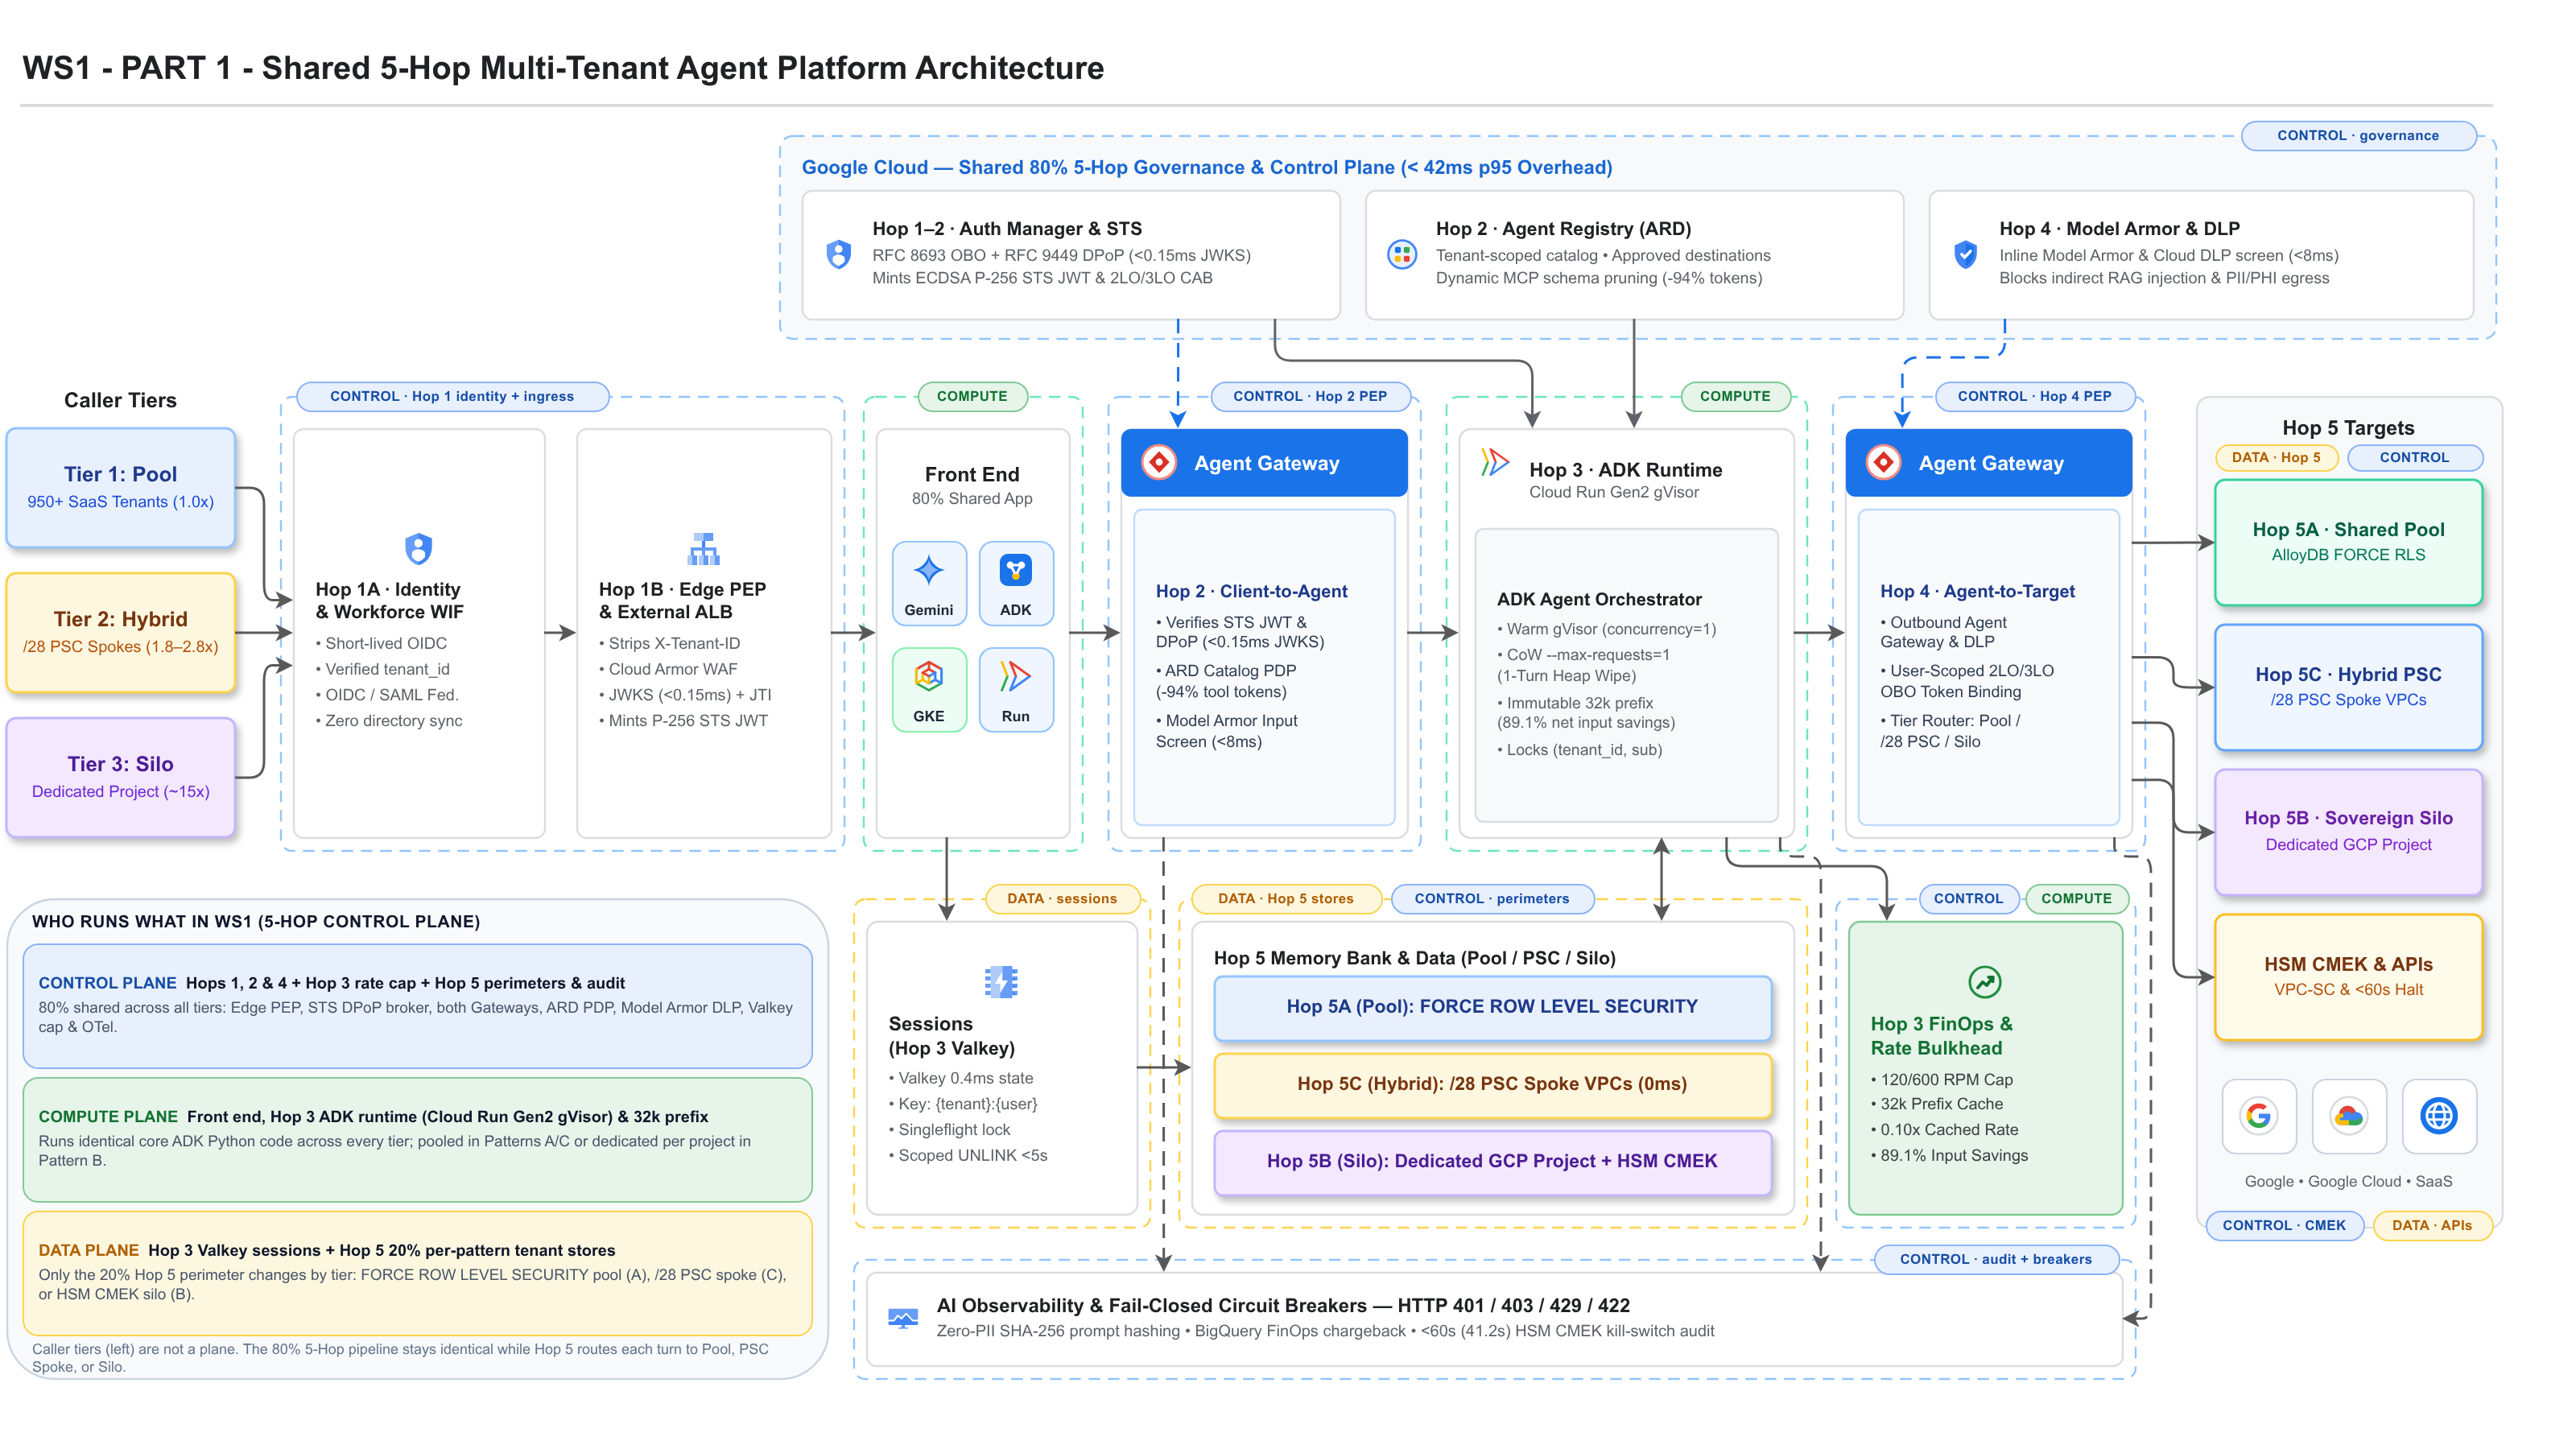 WS1 - PART 1 - Shared 5-Hop Multi-Tenant Agent Platform Architecture
CONTROL · governance
Google Cloud — Shared 80% 5-Hop Governance & Control Plane (< 42ms p95 Overhead)
Hop 1–2 · Auth Manager & STS
RFC 8693 OBO + RFC 9449 DPoP (<0.15ms JWKS)
Mints ECDSA P-256 STS JWT & 2LO/3LO CAB
Hop 2 · Agent Registry (ARD)
Tenant-scoped catalog • Approved destinations
Dynamic MCP schema pruning (-94% tokens)
Hop 4 · Model Armor & DLP
Inline Model Armor & Cloud DLP screen (<8ms)
Blocks indirect RAG injection & PII/PHI egress
Caller Tiers
Tier 1: Pool
950+ SaaS Tenants (1.0x)
Tier 2: Hybrid
/28 PSC Spokes (1.8–2.8x)
Tier 3: Silo
Dedicated Project (~15x)
CONTROL · Hop 1 identity + ingress
Hop 1A · Identity
& Workforce WIF
• Short-lived OIDC
• Verified tenant_id
• OIDC / SAML Fed.
• Zero directory sync
Hop 1B · Edge PEP
& External ALB
• Strips X-Tenant-ID
• Cloud Armor WAF
• JWKS (<0.15ms) + JTI
• Mints P-256 STS JWT
COMPUTE
Front End
80% Shared App
Gemini
ADK
GKE
Run
CONTROL · Hop 2 PEP
Agent Gateway
Hop 2 · Client-to-Agent
• Verifies STS JWT &
DPoP (<0.15ms JWKS)
• ARD Catalog PDP
(-94% tool tokens)
• Model Armor Input
Screen (<8ms)
COMPUTE
Hop 3 · ADK Runtime
Cloud Run Gen2 gVisor
ADK Agent Orchestrator
• Warm gVisor (concurrency=1)
• CoW --max-requests=1
(1-Turn Heap Wipe)
• Immutable 32k prefix
(89.1% net input savings)
• Locks (tenant_id, sub)
CONTROL · Hop 4 PEP
Agent Gateway
Hop 4 · Agent-to-Target
• Outbound Agent
Gateway & DLP
• User-Scoped 2LO/3LO
OBO Token Binding
• Tier Router: Pool /
/28 PSC / Silo
Hop 5 Targets
DATA · Hop 5
CONTROL
Hop 5A · Shared Pool
AlloyDB FORCE RLS
Hop 5C · Hybrid PSC
/28 PSC Spoke VPCs
Hop 5B · Sovereign Silo
Dedicated GCP Project
HSM CMEK & APIs
VPC-SC & <60s Halt
Google • Google Cloud • SaaS
CONTROL · CMEK
DATA · APIs
WHO RUNS WHAT IN WS1 (5-HOP CONTROL PLANE)
CONTROL PLANE Hops 1, 2 & 4 + Hop 3 rate cap + Hop 5 perimeters & audit
80% shared across all tiers: Edge PEP, STS DPoP broker, both Gateways, ARD PDP, Model Armor DLP, Valkey
cap & OTel.
COMPUTE PLANE Front end, Hop 3 ADK runtime (Cloud Run Gen2 gVisor) & 32k prefix
Runs identical core ADK Python code across every tier; pooled in Patterns A/C or dedicated per project in
Pattern B.
DATA PLANE Hop 3 Valkey sessions + Hop 5 20% per-pattern tenant stores
Only the 20% Hop 5 perimeter changes by tier: FORCE ROW LEVEL SECURITY pool (A), /28 PSC spoke (C),
or HSM CMEK silo (B).
Caller tiers (left) are not a plane. The 80% 5-Hop pipeline stays identical while Hop 5 routes each turn to Pool, PSC
Spoke, or Silo.
DATA · sessions
Sessions
(Hop 3 Valkey)
• Valkey 0.4ms state
• Key: {tenant}:{user}
• Singleflight lock
• Scoped UNLINK <5s
DATA · Hop 5 stores
CONTROL · perimeters
Hop 5 Memory Bank & Data (Pool / PSC / Silo)
Hop 5A (Pool): FORCE ROW LEVEL SECURITY
Hop 5C (Hybrid): /28 PSC Spoke VPCs (0ms)
Hop 5B (Silo): Dedicated GCP Project + HSM CMEK
CONTROL
COMPUTE
Hop 3 FinOps &
Rate Bulkhead
• 120/600 RPM Cap
• 32k Prefix Cache
• 0.10x Cached Rate
• 89.1% Input Savings
CONTROL · audit + breakers
AI Observability & Fail-Closed Circuit Breakers — HTTP 401 / 403 / 429 / 422
Zero-PII SHA-256 prompt hashing • BigQuery FinOps chargeback • <60s (41.2s) HSM CMEK kill-switch audit